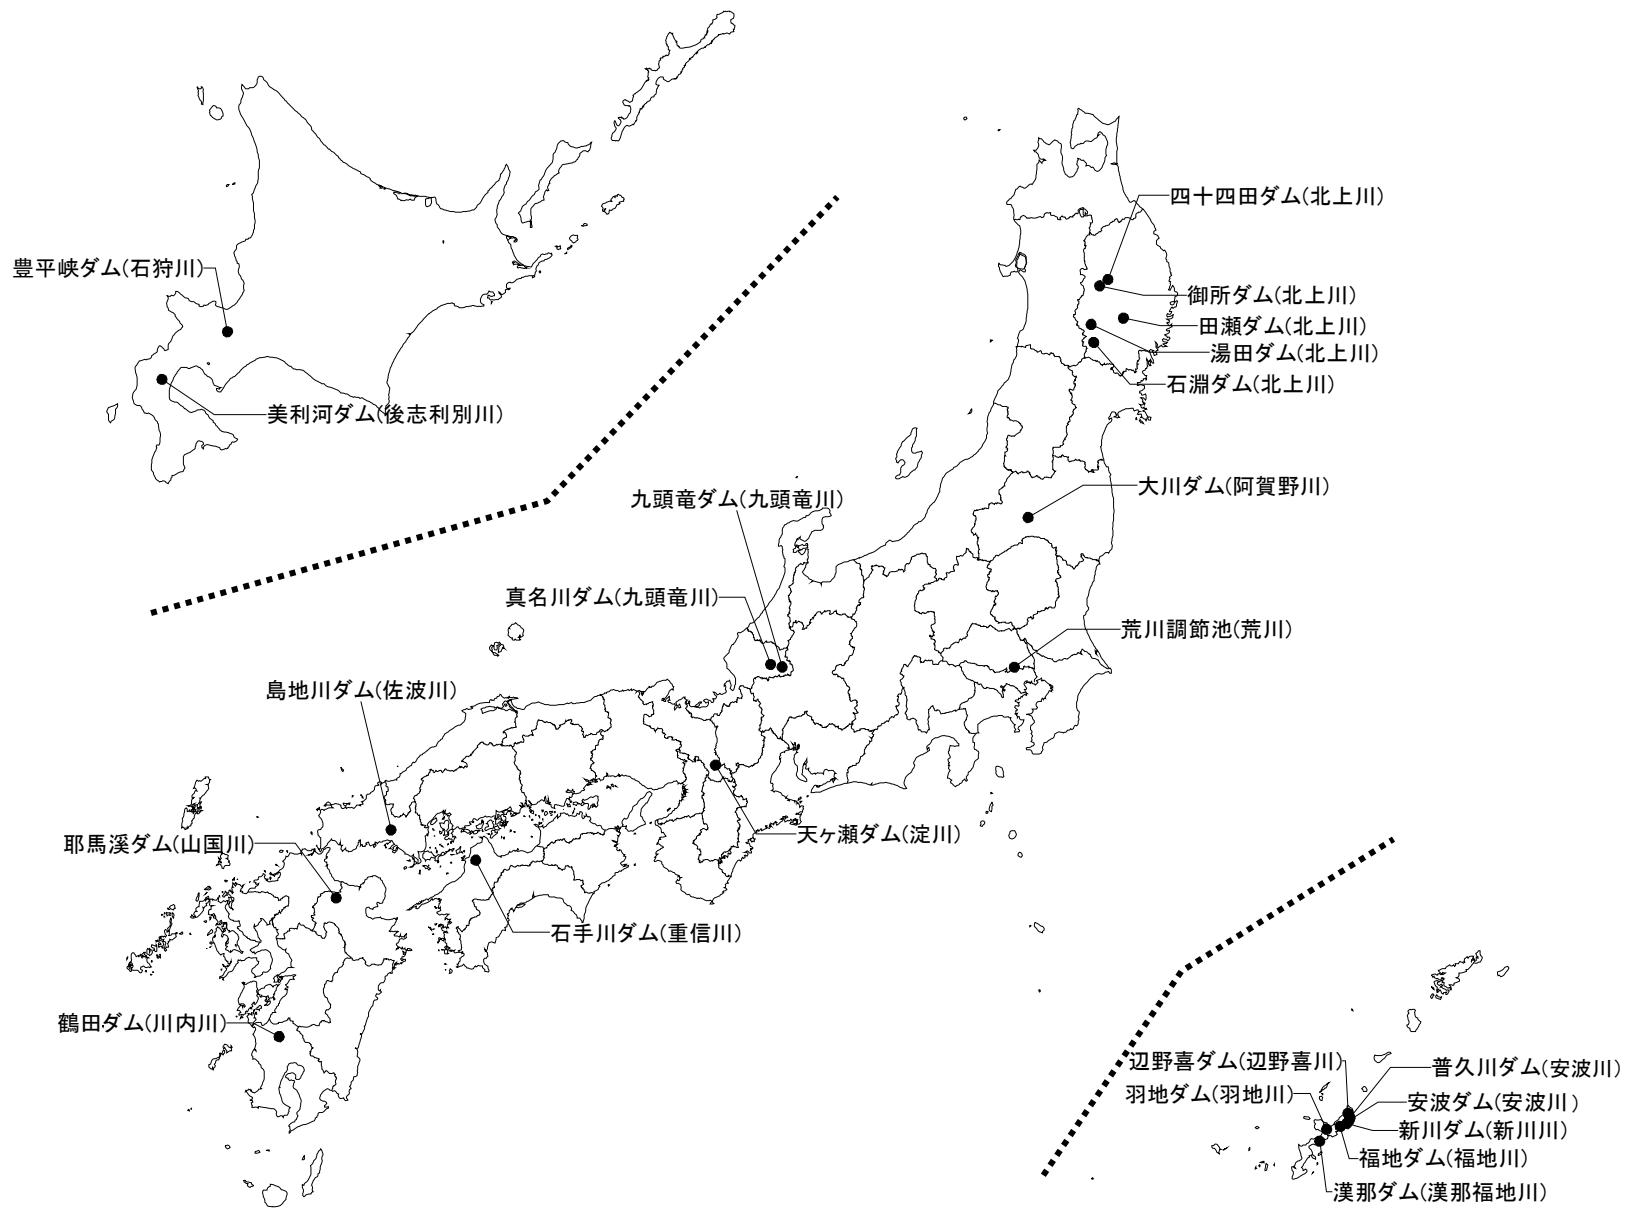 四十四田ダム(北上川)
豊平峡ダム(石狩川)
御所ダム(北上川)
田瀬ダム(北上川)
湯田ダム(北上川)
石淵ダム(北上川)
美利河ダム(後志利別川)
大川ダム(阿賀野川)
九頭竜ダム(九頭竜川)
真名川ダム(九頭竜川)
荒川調節池(荒川)
島地川ダム(佐波川)
天ヶ瀬ダム(淀川)
耶馬溪ダム(山国川)
石手川ダム(重信川)
鶴田ダム(川内川)
辺野喜ダム(辺野喜川)
普久川ダム(安波川)
羽地ダム(羽地川)
安波ダム(安波川)
新川ダム(新川川)
福地ダム(福地川)
漢那ダム(漢那福地川)